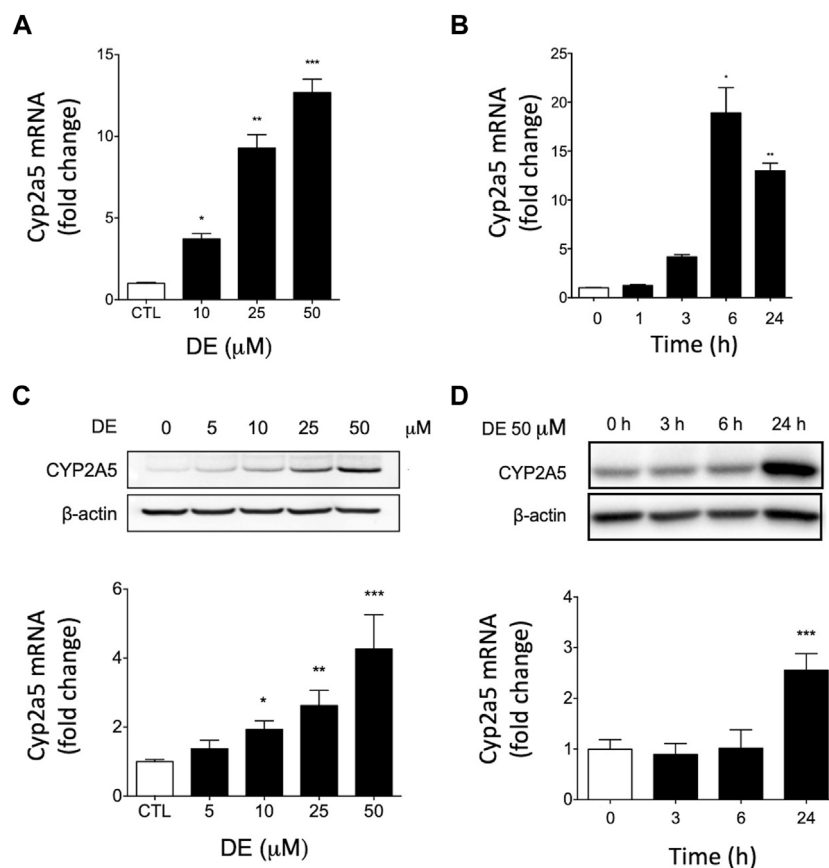 A
Cyp2a5 mRNA
(fold change)
15
10
5
0
*
**
***
CTL 10 25 50
DE (μM)
B
Cyp2a5 mRNA
(fold change)
25
20
15
10
5
0
*
**
0 1 3 6 24
Time (h)
C
DE 0 5 10 25 50 μM
CYP2A5
β-actin
Cyp2a5 mRNA
(fold change)
6
4
2
0
*
**
***
CTL 5 10 25 50
DE (μM)
D
DE 50 μM 0 h 3 h 6 h 24 h
CYP2A5
β-actin
Cyp2a5 mRNA
(fold change)
4
3
2
1
0
***
0 3 6 24
Time (h)